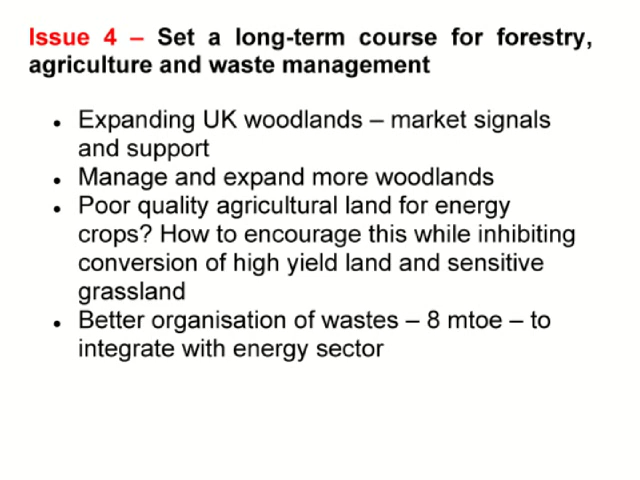 Issue 4 – Set a long-term course for forestry,
agriculture and waste management
• Expanding UK woodlands – market signals
and support
• Manage and expand more woodlands
• Poor quality agricultural land for energy
crops? How to encourage this while inhibiting
conversion of high yield land and sensitive
grassland
• Better organisation of wastes – 8 mtoe – to
integrate with energy sector